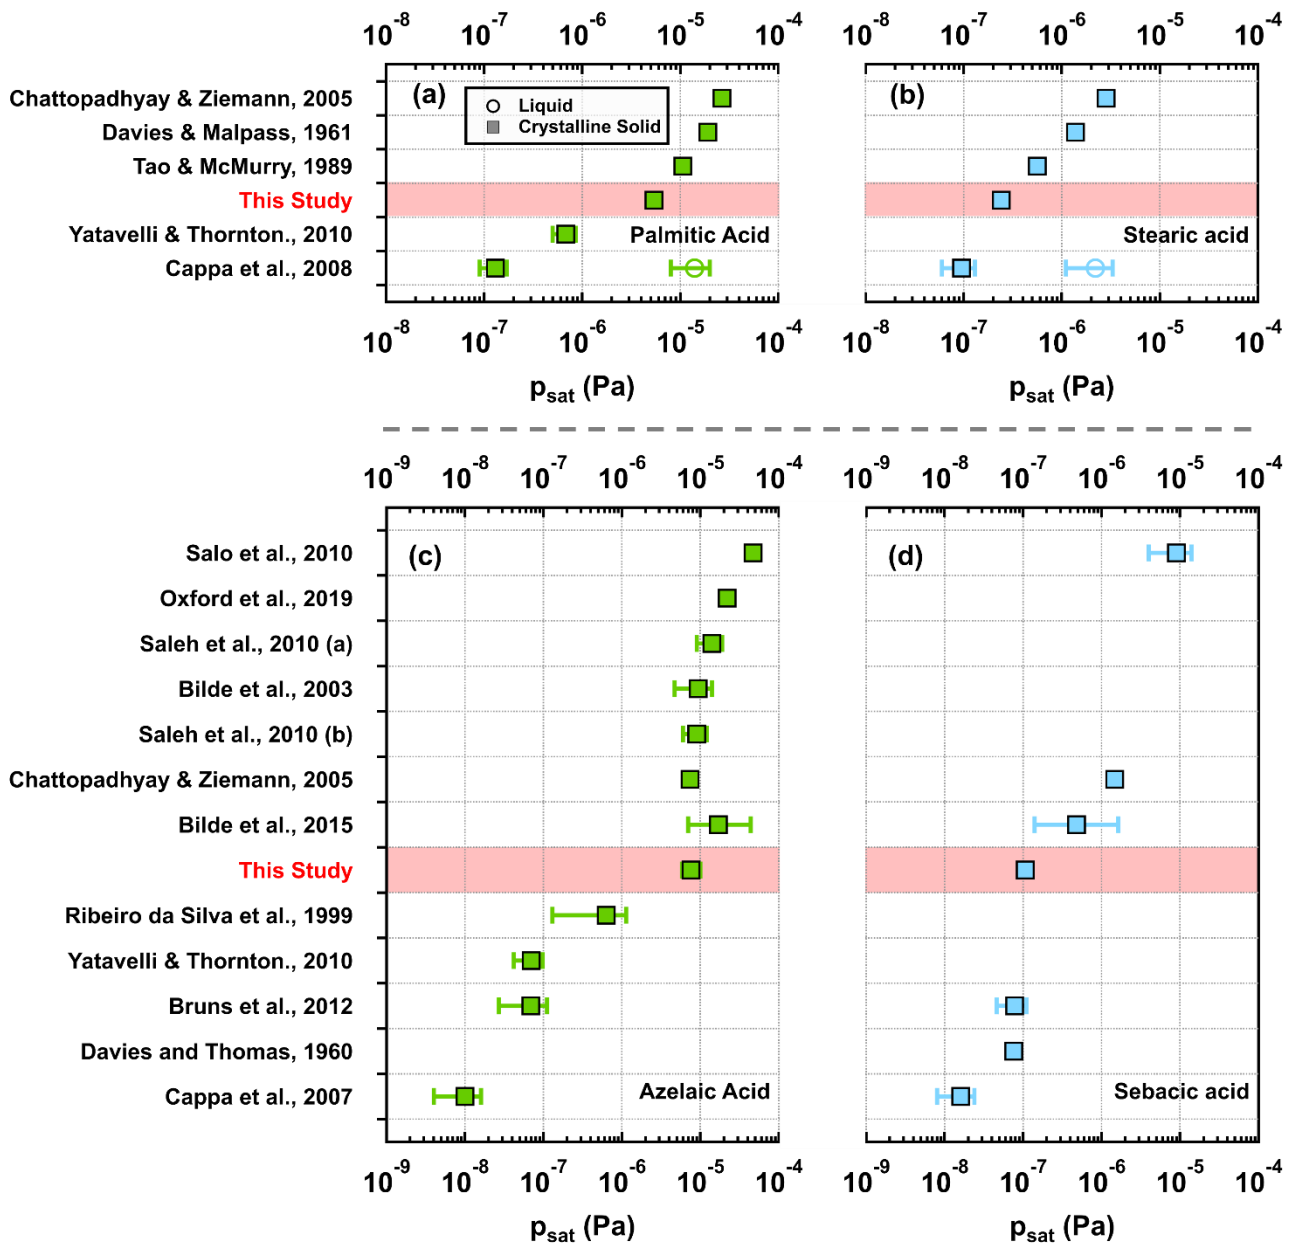 10-8 10-7 10-6 10-5 10-4 10-8 10-7 10-6 10-5 10-4
(a) (b)
Liquid
Crystalline Solid
Chattopadhyay & Ziemann, 2005
Davies & Malpass, 1961
Tao & McMurry, 1989
This Study
Yatavelli & Thornton., 2010
Cappa et al., 2008
Palmitic Acid Stearic acid
10-8 10-7 10-6 10-5 10-4 10-8 10-7 10-6 10-5 10-4
psat (Pa) psat (Pa)
10-9 10-8 10-7 10-6 10-5 10-4 10-9 10-8 10-7 10-6 10-5 10-4
(c) (d)
Salo et al., 2010
Oxford et al., 2019
Saleh et al., 2010 (a)
Bilde et al., 2003
Saleh et al., 2010 (b)
Chattopadhyay & Ziemann, 2005
Bilde et al., 2015
This Study
Ribeiro da Silva et al., 1999
Yatavelli & Thornton., 2010
Bruns et al., 2012
Davies and Thomas, 1960
Cappa et al., 2007
Azelaic Acid Sebacic acid
10-9 10-8 10-7 10-6 10-5 10-4 10-9 10-8 10-7 10-6 10-5 10-4
psat (Pa) psat (Pa)